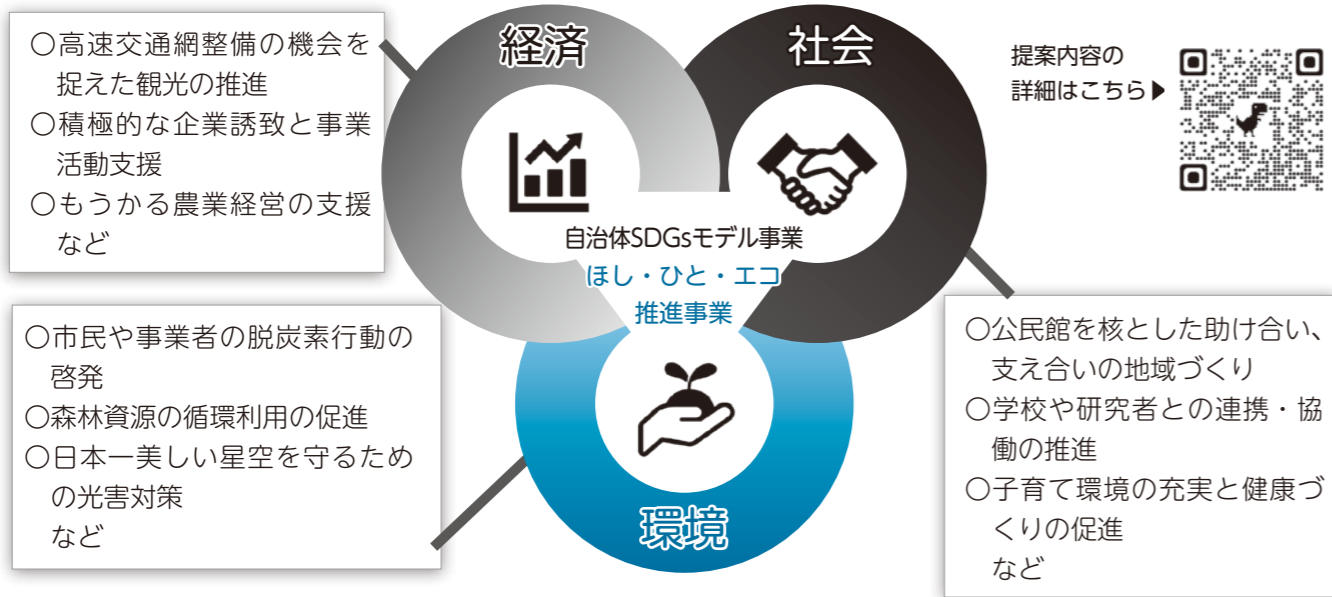 経済
○高速交通網整備の機会を
捉えた観光の推進
○積極的な企業誘致と事業
活動支援
○もうかる農業経営の支援
など
社会
提案内容の
詳細はこちら▶
自治体SDGsモデル事業
ほし・ひと・エコ
推進事業
○市民や事業者の脱炭素行動の
啓発
○森林資源の循環利用の促進
○日本一美しい星空を守るため
の光害対策
など
環境
○公民館を核とした助け合い、
支え合いの地域づくり
○学校や研究者との連携・協
働の推進
○子育て環境の充実と健康づ
くりの促進
など